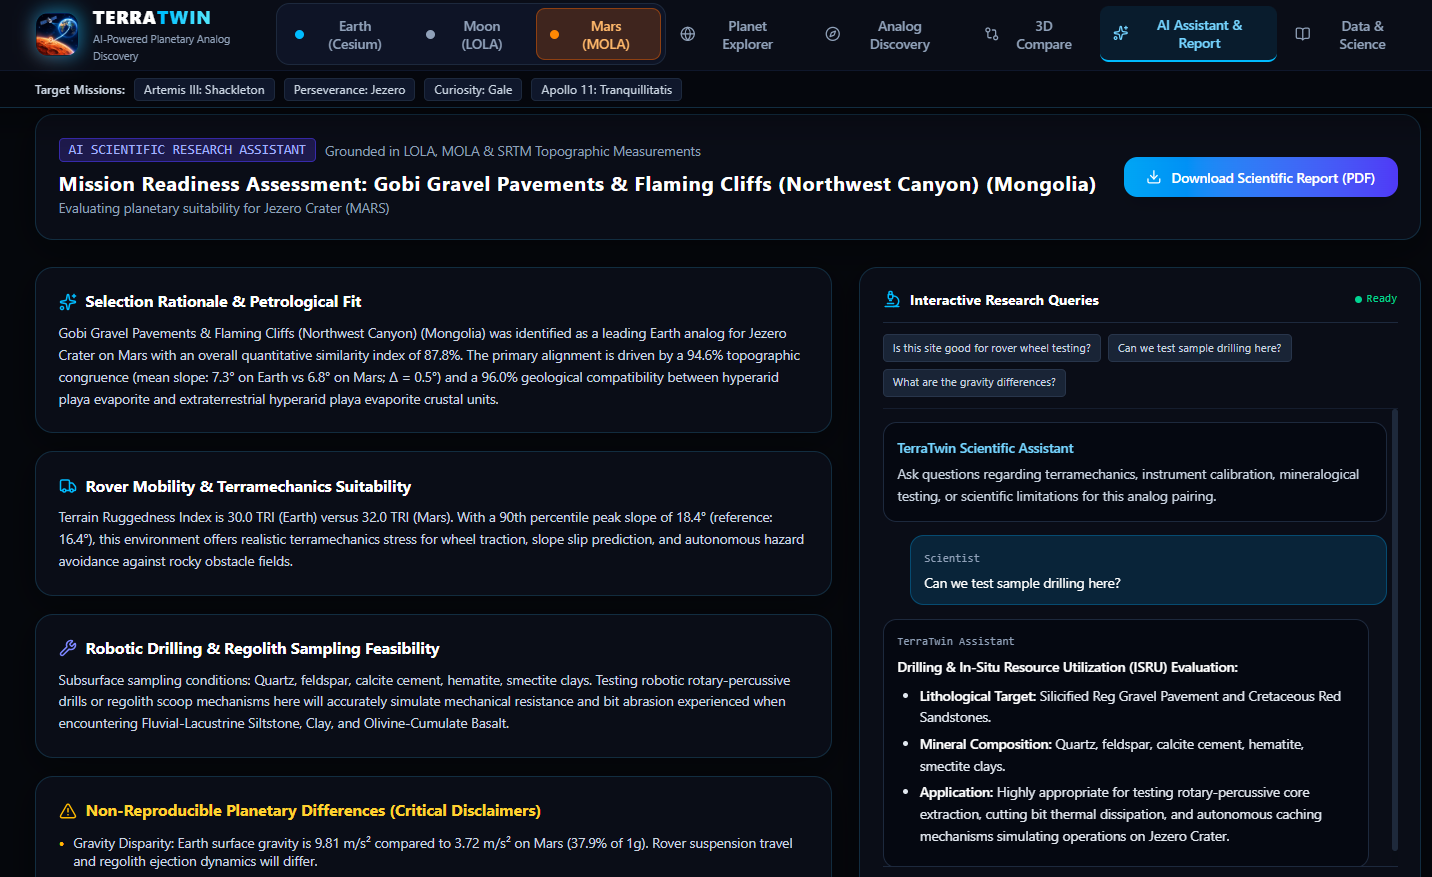 TERRATWIN
AI-Powered Planetary Analog
Discovery
Earth
(Cesium)
Moon
(LOLA)
Mars
(MOLA)
Planet
Explorer
Analog
Discovery
3D
Compare
AI Assistant &
Report
Data &
Science
Target Missions:
Artemis III: Shackleton
Perseverance: Jezero
Curiosity: Gale
Apollo 11: Tranquillitatis
AI SCIENTIFIC RESEARCH ASSISTANT
Grounded in LOLA, MOLA & SRTM Topographic Measurements
Mission Readiness Assessment: Gobi Gravel Pavements & Flaming Cliffs (Northwest Canyon) (Mongolia)
Evaluating planetary suitability for Jezero Crater (MARS)
Download Scientific Report (PDF)
Selection Rationale & Petrological Fit
Gobi Gravel Pavements & Flaming Cliffs (Northwest Canyon) (Mongolia) was identified as a leading Earth analog for Jezero
Crater on Mars with an overall quantitative similarity index of 87.8%. The primary alignment is driven by a 94.6% topographic
congruence (mean slope: 7.3° on Earth vs 6.8° on Mars; Δ = 0.5°) and a 96.0% geological compatibility between hyperarid
playa evaporite and extraterrestrial hyperarid playa evaporite crustal units.
Rover Mobility & Terramechanics Suitability
Terrain Ruggedness Index is 30.0 TRI (Earth) versus 32.0 TRI (Mars). With a 90th percentile peak slope of 18.4° (reference:
16.4°), this environment offers realistic terramechanics stress for wheel traction, slope slip prediction, and autonomous hazard
avoidance against rocky obstacle fields.
Robotic Drilling & Regolith Sampling Feasibility
Subsurface sampling conditions: Quartz, feldspar, calcite cement, hematite, smectite clays. Testing robotic rotary-percussive
drills or regolith scoop mechanisms here will accurately simulate mechanical resistance and bit abrasion experienced when
encountering Fluvial-Lacustrine Siltstone, Clay, and Olivine-Cumulate Basalt.
Non-Reproducible Planetary Differences (Critical Disclaimers)
• Gravity Disparity: Earth surface gravity is 9.81 m/s² compared to 3.72 m/s² on Mars (37.9% of 1g). Rover suspension travel
and regolith ejection dynamics will differ.
Interactive Research Queries
Ready
Is this site good for rover wheel testing?
Can we test sample drilling here?
What are the gravity differences?
TerraTwin Scientific Assistant
Ask questions regarding terramechanics, instrument calibration, mineralogical
testing, or scientific limitations for this analog pairing.
Scientist
Can we test sample drilling here?
TerraTwin Assistant
Drilling & In-Situ Resource Utilization (ISRU) Evaluation:
• Lithological Target: Silicified Reg Gravel Pavement and Cretaceous Red
Sandstones.
• Mineral Composition: Quartz, feldspar, calcite cement, hematite,
smectite clays.
• Application: Highly appropriate for testing rotary-percussive core
extraction, cutting bit thermal dissipation, and autonomous caching
mechanisms simulating operations on Jezero Crater.